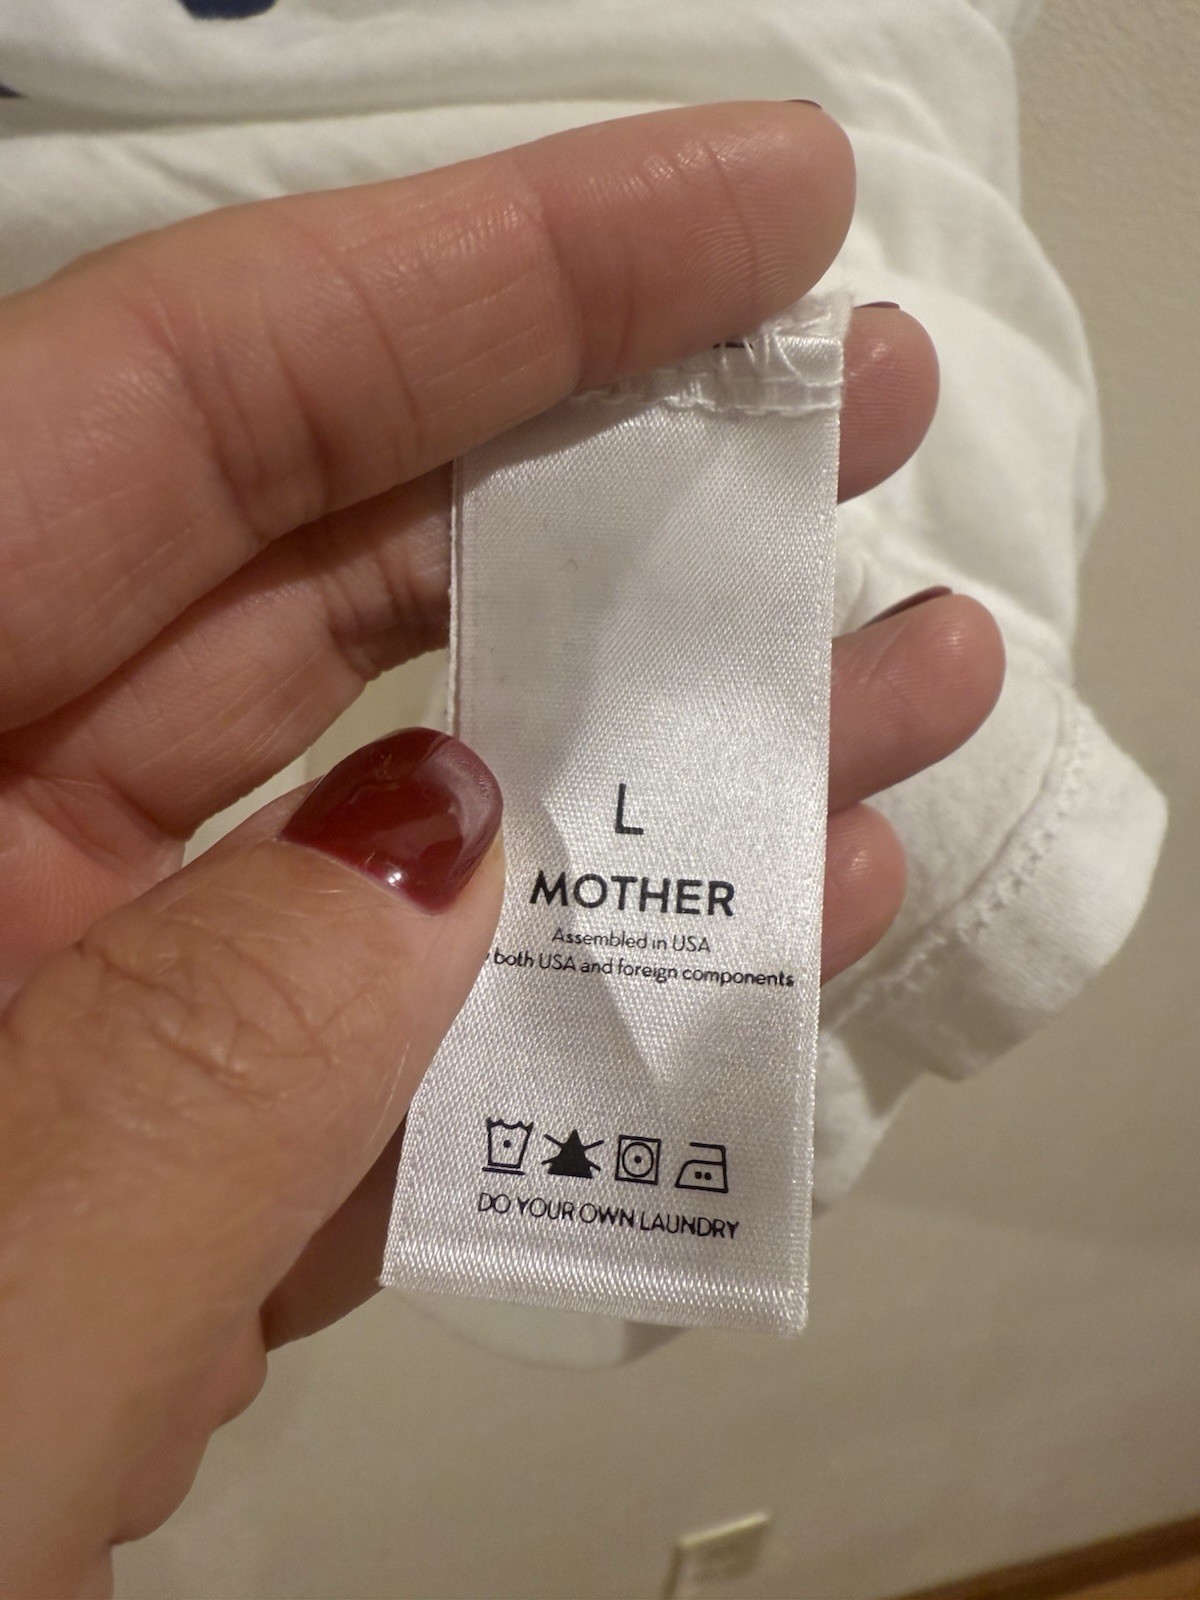 L
MOTHER
Assembled in USA
both USA and foreign components
DO YOUR OWN LAUNDRY